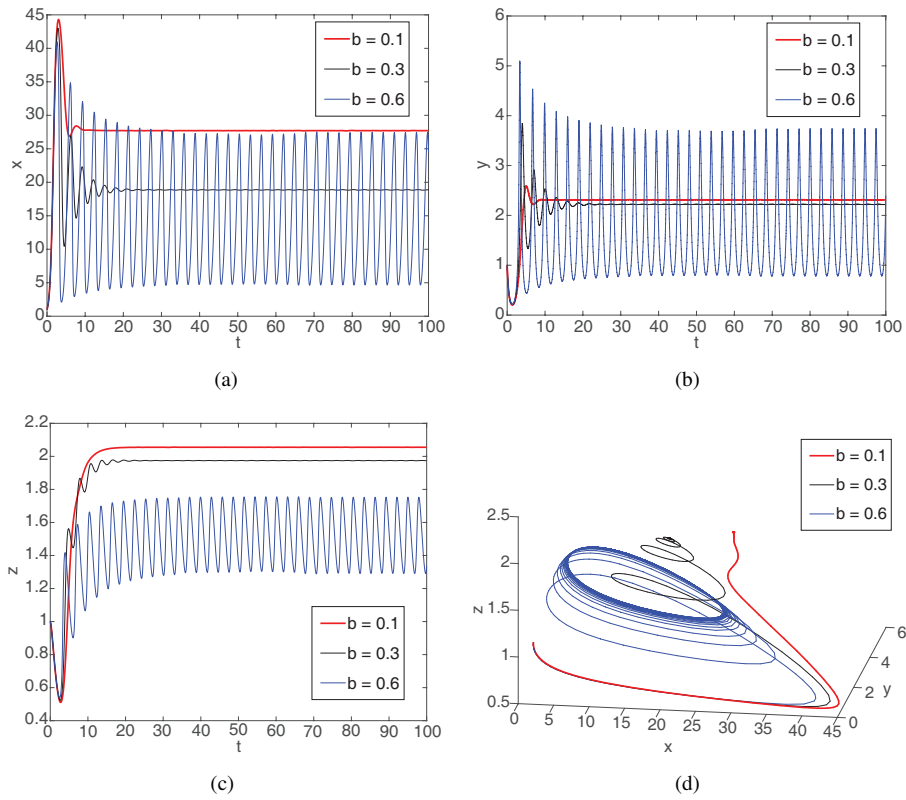 45
40
35
30
25
20
15
10
5
0
x
0 10 20 30 40 50 60 70 80 90 100
t
b = 0.1
b = 0.3
b = 0.6
(a)
6
5
4
3
2
1
0
y
0 10 20 30 40 50 60 70 80 90 100
t
b = 0.1
b = 0.3
b = 0.6
(b)
2.2
2
1.8
1.6
1.4
1.2
1
0.8
0.6
0.4
z
0 10 20 30 40 50 60 70 80 90 100
t
b = 0.1
b = 0.3
b = 0.6
(c)
b = 0.1
b = 0.3
b = 0.6
2.5
2
1.5
1
0.5
z
0 5 10 15 20 25 30 35 40 45
x
0
2
4
6
y
(d)